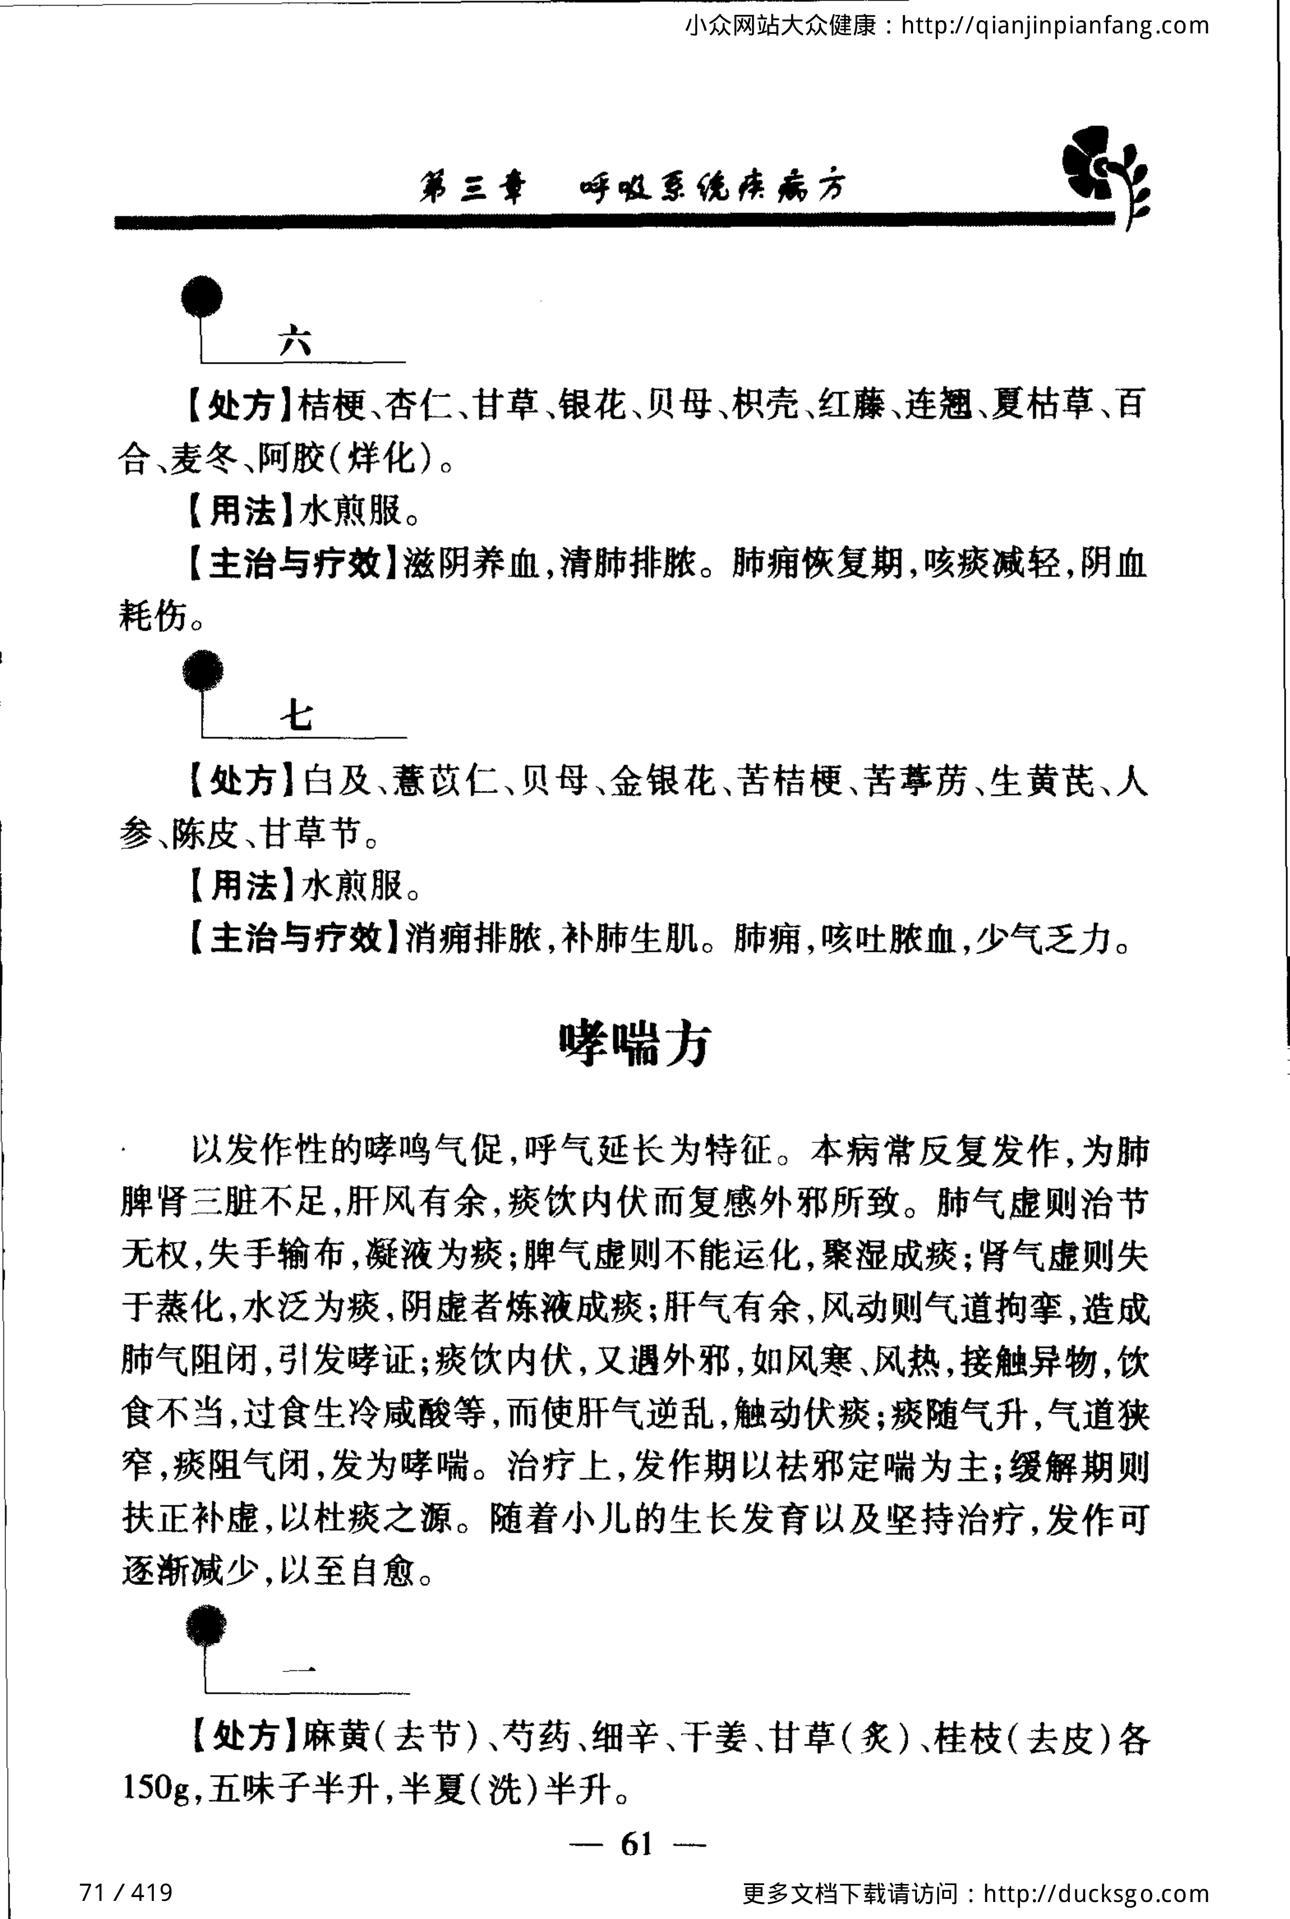 小众网站大众健康：http://qianjinpianfang.com
第三章　呼吸系统疾病方
六
【处方】桔梗、杏仁、甘草、银花、贝母、枳壳、红藤、连翘、夏枯草、百
合、麦冬、阿胶(烊化)。
【用法】水煎服。
【主治与疗效】滋阴养血,清肺排脓。肺痈恢复期,咳痰减轻,阴血
耗伤。
七
【处方】白及、薏苡仁、贝母、金银花、苦桔梗、苦葶苈、生黄芪、人
参、陈皮、甘草节。
【用法】水煎服。
【主治与疗效】消痈排脓,补肺生肌。肺痈,咳吐脓血,少气乏力。
哮喘方
以发作性的哮鸣气促,呼气延长为特征。本病常反复发作,为肺
脾肾三脏不足,肝风有余,痰饮内伏而复感外邪所致。肺气虚则治节
无权,失手输布,凝液为痰;脾气虚则不能运化,聚湿成痰;肾气虚则失
于蒸化,水泛为痰,阴虚者炼液成痰;肝气有余,风动则气道拘挛,造成
肺气阻闭,引发哮证;痰饮内伏,又遇外邪,如风寒、风热,接触异物,饮
食不当,过食生冷咸酸等,而使肝气逆乱,触动伏痰;痰随气升,气道狭
窄,痰阻气闭,发为哮喘。治疗上,发作期以祛邪定喘为主;缓解期则
扶正补虚,以杜痰之源。随着小儿的生长发育以及坚持治疗,发作可
逐渐减少,以至自愈。
一
【处方】麻黄(去节)、芍药、细辛、干姜、甘草(炙)、桂枝(去皮)各
150g,五味子半升,半夏(洗)半升。
— 61 —
71 / 419
更多文档下载请访问：http://ducksgo.com